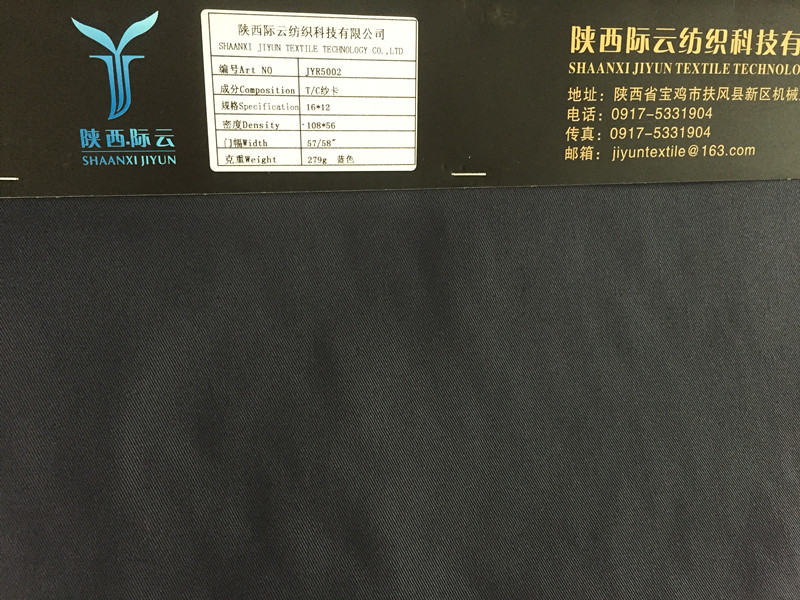 陕西·际云
SHAANXI JIYUN
陕西际云纺织科技有限公司
SHAANXI JIYUN TEXTILE TECHNOLOGY CO.,LTD
编号Art NO JYR5002
成分Composition T/C纱卡
规格Specification 16*12
密度Density 108*56
门幅Width 57/58"
克重Weight 279g 蓝色
陕西际云纺织科技有
SHAANXI JIYUN TEXTILE TECHNOLO
地址：陕西省宝鸡市扶风县新区机械
电话：0917-5331904
传真：0917-5331904
邮箱：jiyuntextile@163.com